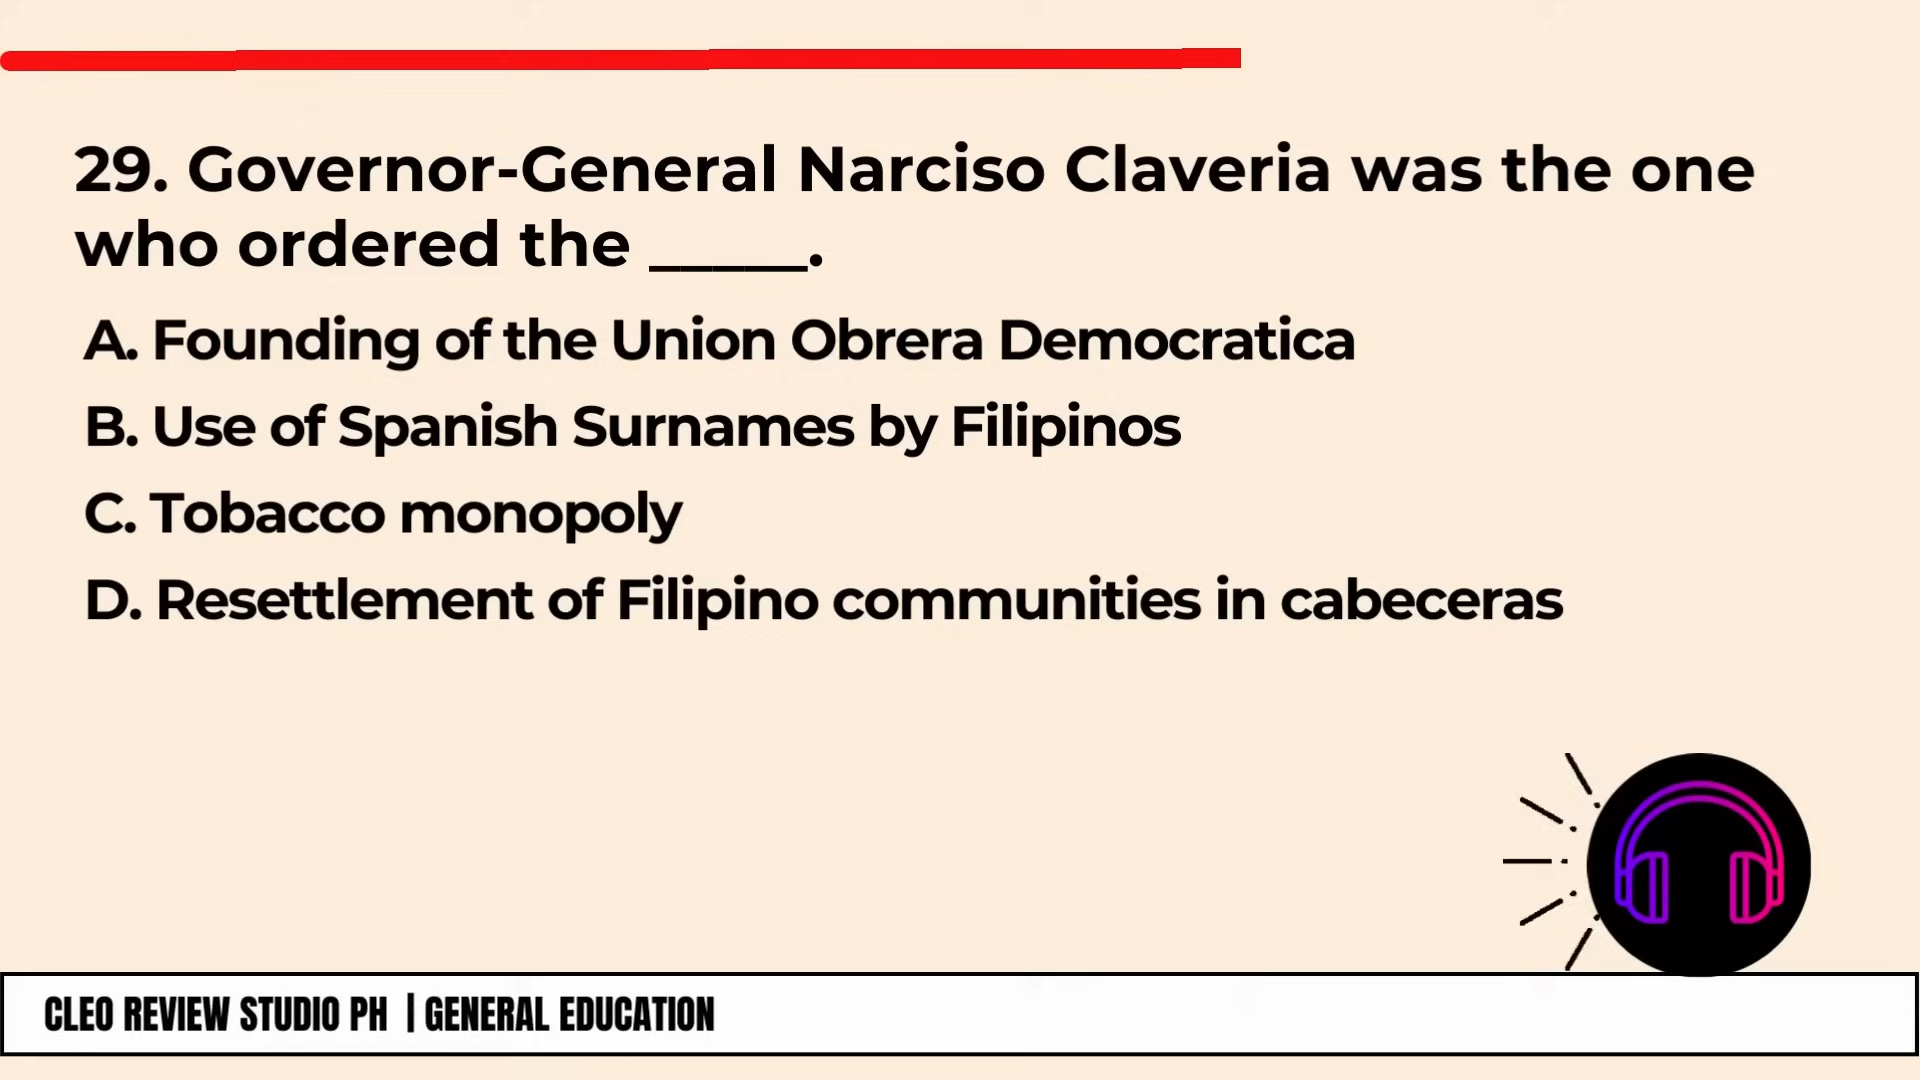 29. Governor-General Narciso Claveria was the one
who ordered the _____.
A. Founding of the Union Obrera Democratica
B. Use of Spanish Surnames by Filipinos
C. Tobacco monopoly
D. Resettlement of Filipino communities in cabeceras
CLEO REVIEW STUDIO PH | GENERAL EDUCATION